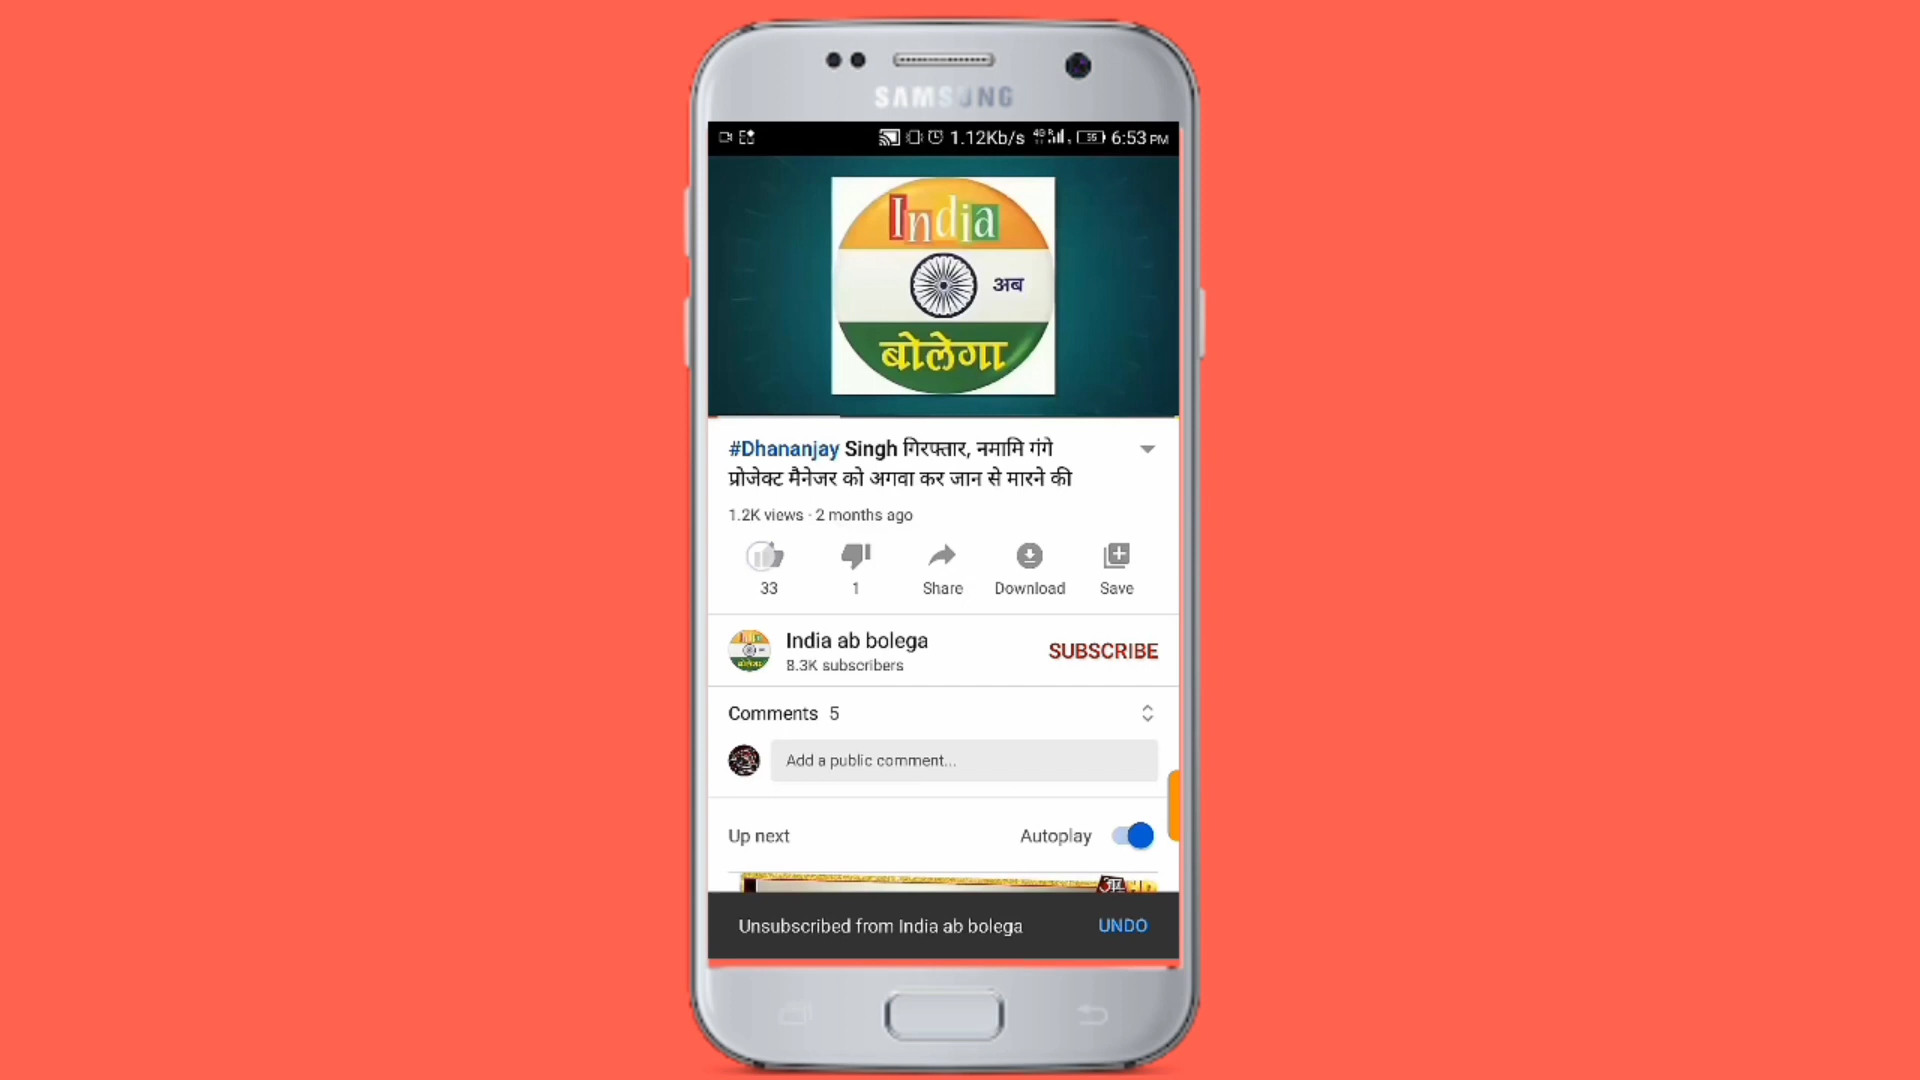 SAMSUNG
1.12Kb/s 4G R 55 6:53 PM
India
अब
बोलेगा
#Dhananjay Singh गिरफ्तार, नमामि गंगे
प्रोजेक्ट मैनेजर को अगवा कर जान से मारने की
1.2K views · 2 months ago
33 1 Share Download Save
India ab bolega
8.3K subscribers
SUBSCRIBE
Comments 5
Add a public comment...
Up next Autoplay
Unsubscribed from India ab bolega UNDO